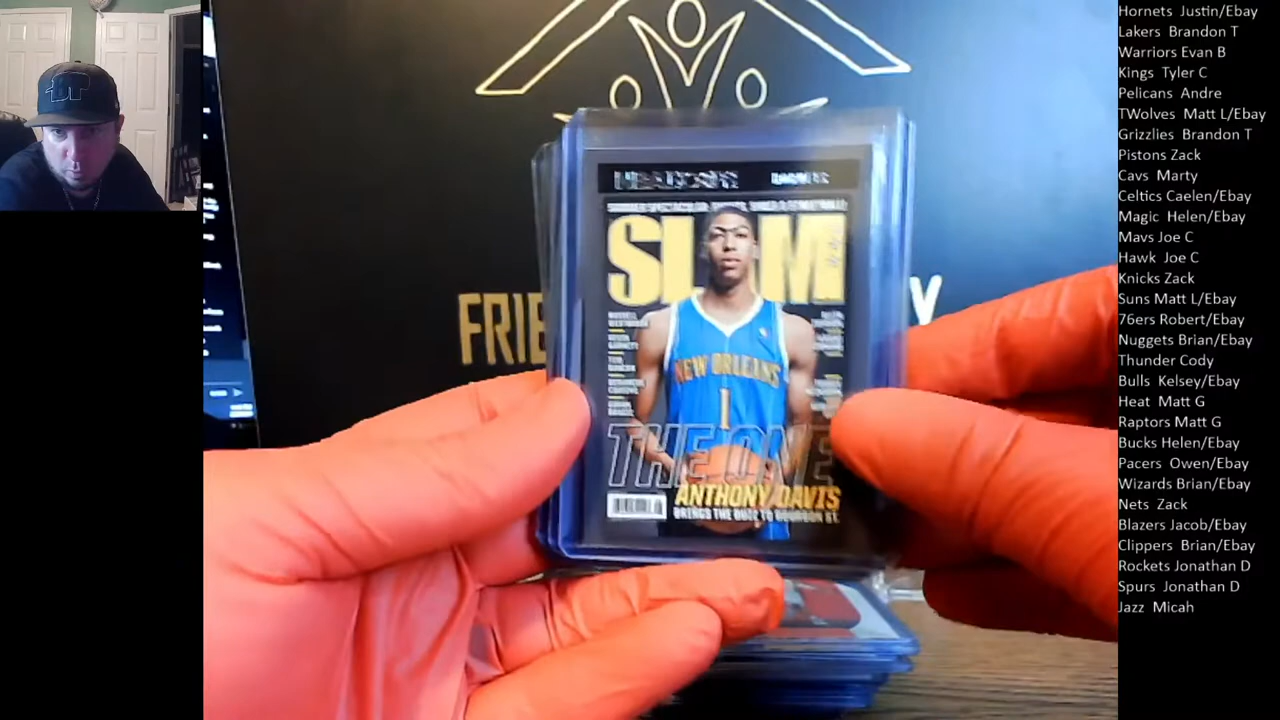 NBA HOOPS
SLAM
NEW ORLEANS
1
THE ONE
ANTHONY DAVIS
BRINGS THE BUZZ TO BOURBON ST.
FRIE
Y
Hornets Justin/Ebay
Lakers Brandon T
Warriors Evan B
Kings Tyler C
Pelicans Andre
TWolves Matt L/Ebay
Grizzlies Brandon T
Pistons Zack
Cavs Marty
Celtics Caelen/Ebay
Magic Helen/Ebay
Mavs Joe C
Hawk Joe C
Knicks Zack
Suns Matt L/Ebay
76ers Robert/Ebay
Nuggets Brian/Ebay
Thunder Cody
Bulls Kelsey/Ebay
Heat Matt G
Raptors Matt G
Bucks Helen/Ebay
Pacers Owen/Ebay
Wizards Brian/Ebay
Nets Zack
Blazers Jacob/Ebay
Clippers Brian/Ebay
Rockets Jonathan D
Spurs Jonathan D
Jazz Micah